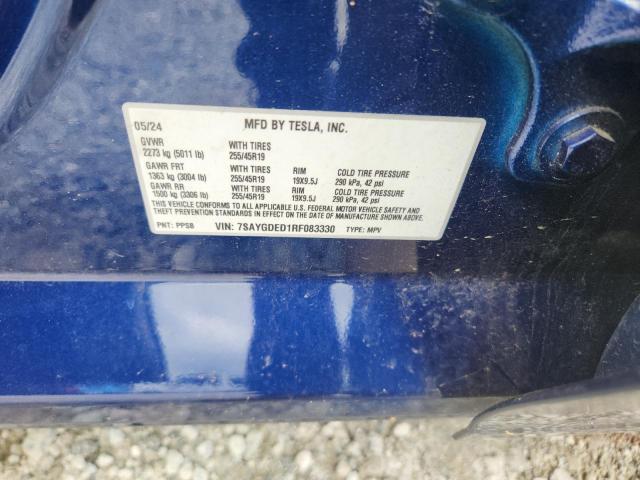 05/24 MFD BY TESLA, INC.
GVWR WITH TIRES
2273 kg (5011 lb) 255/45R19
GAWR FRT WITH TIRES RIM COLD TIRE PRESSURE
1363 kg (3004 lb) 255/45R19 19X9.5J 290 kPa, 42 psi
GAWR RR WITH TIRES RIM COLD TIRE PRESSURE
1500 kg (3306 lb) 255/45R19 19X9.5J 290 kPa, 42 psi
THIS VEHICLE CONFORMS TO ALL APPLICABLE U.S. FEDERAL MOTOR VEHICLE SAFETY AND
THEFT PREVENTION STANDARDS IN EFFECT ON THE DATE OF MANUFACTURE SHOWN ABOVE.
PNT: PPSB VIN: 7SAYGDED1RF083330 TYPE: MPV